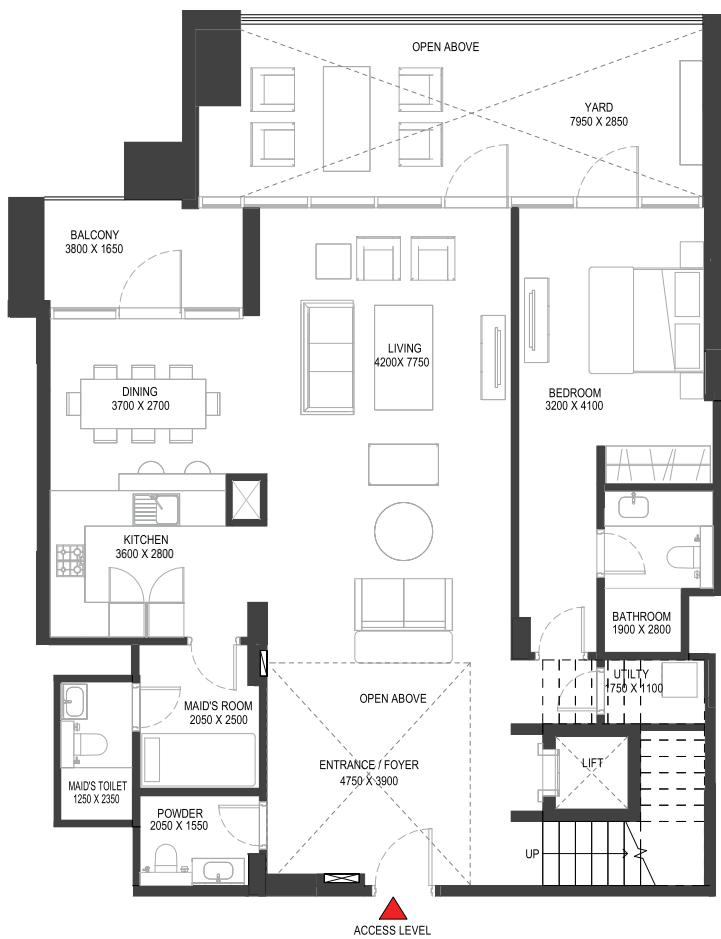 OPEN ABOVE
YARD
7950 X 2850
BALCONY
3800 X 1650
LIVING
4200X 7750
DINING
3700 X 2700
BEDROOM
3200 X 4100
KITCHEN
3600 X 2800
BATHROOM
1900 X 2800
UTILTY
1750 X 1100
OPEN ABOVE
MAID'S ROOM
2050 X 2500
ENTRANCE / FOYER
4750 X 3900
LIFT
MAID'S TOILET
1250 X 2350
POWDER
2050 X 1550
UP
ACCESS LEVEL